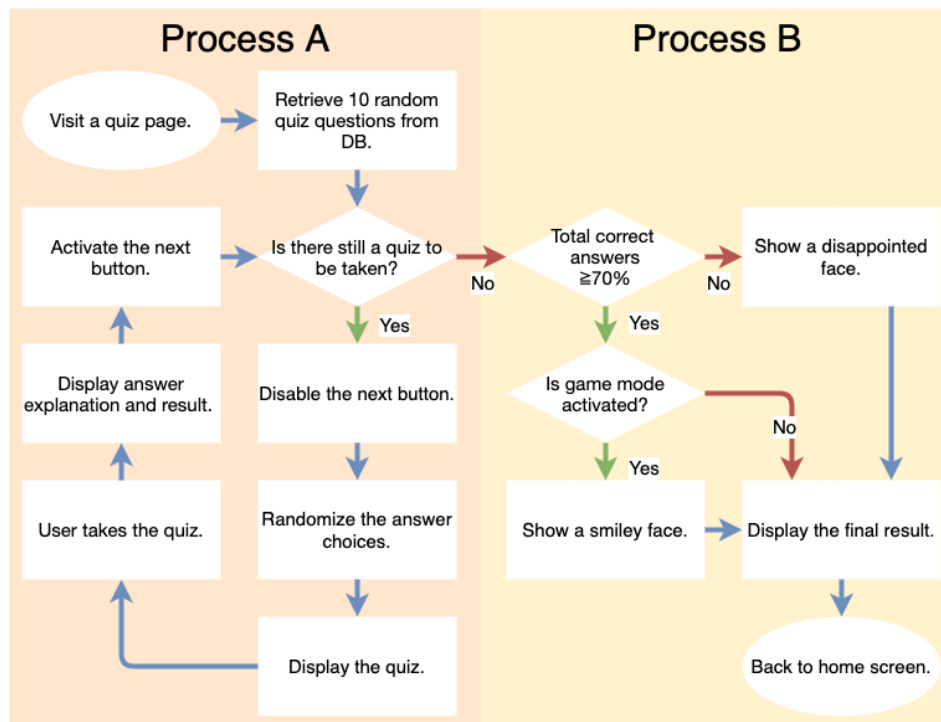 Process A
Process B
Visit a quiz page.
Retrieve 10 random
quiz questions from
DB.
Activate the next
button.
Is there still a quiz to
be taken?
No
Total correct
answers
≧70%
No
Show a disappointed
face.
Yes
Yes
Display answer
explanation and result.
Disable the next button.
Is game mode
activated?
No
Yes
User takes the quiz.
Randomize the answer
choices.
Show a smiley face.
Display the final result.
Display the quiz.
Back to home screen.